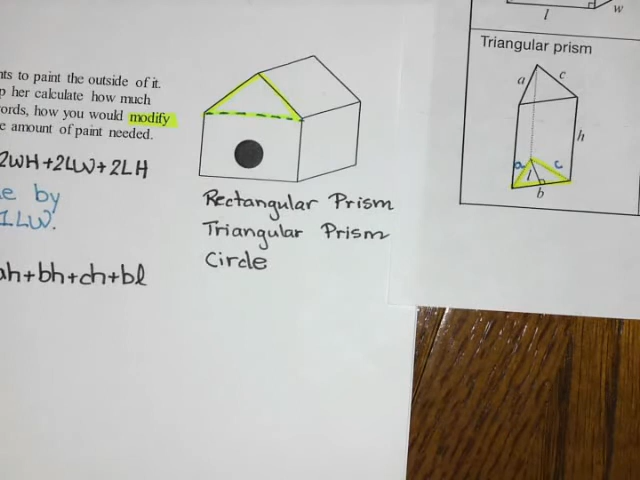 nts to paint the outside of it.
p her calculate how much
ords, how you would modify
e amount of paint needed.
2WH+2LW+2LH
e by
1LW.
ah+bh+ch+bl
Rectangular Prism
Triangular Prism
Circle
l
w
Triangular prism
a
c
h
a
c
l
b